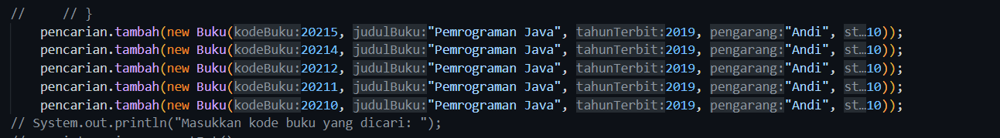 //     // }
pencarian.tambah(new Buku(kodeBuku:20215, judulBuku:"Pemrograman Java", tahunTerbit:2019, pengarang:"Andi", st…10));
pencarian.tambah(new Buku(kodeBuku:20214, judulBuku:"Pemrograman Java", tahunTerbit:2019, pengarang:"Andi", st…10));
pencarian.tambah(new Buku(kodeBuku:20212, judulBuku:"Pemrograman Java", tahunTerbit:2019, pengarang:"Andi", st…10));
pencarian.tambah(new Buku(kodeBuku:20211, judulBuku:"Pemrograman Java", tahunTerbit:2019, pengarang:"Andi", st…10));
pencarian.tambah(new Buku(kodeBuku:20210, judulBuku:"Pemrograman Java", tahunTerbit:2019, pengarang:"Andi", st…10));
// System.out.println("Masukkan kode buku yang dicari: ");